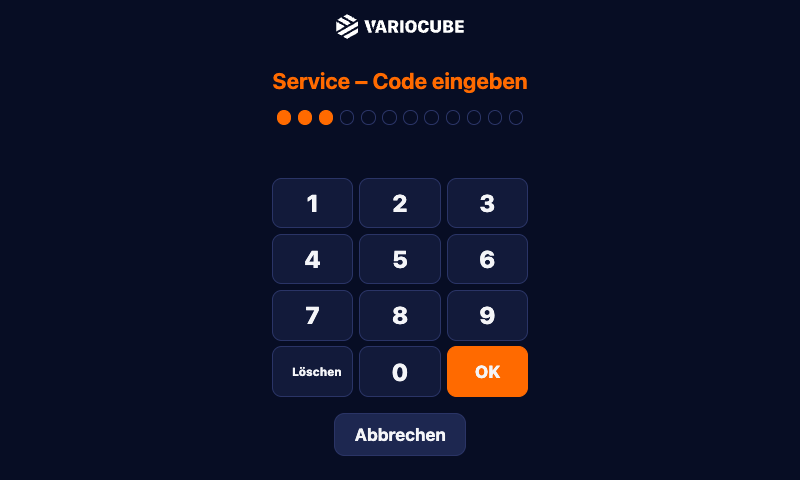 VARIOCUBE
Service – Code eingeben
1 2 3
4 5 6
7 8 9
Löschen 0 OK
Abbrechen